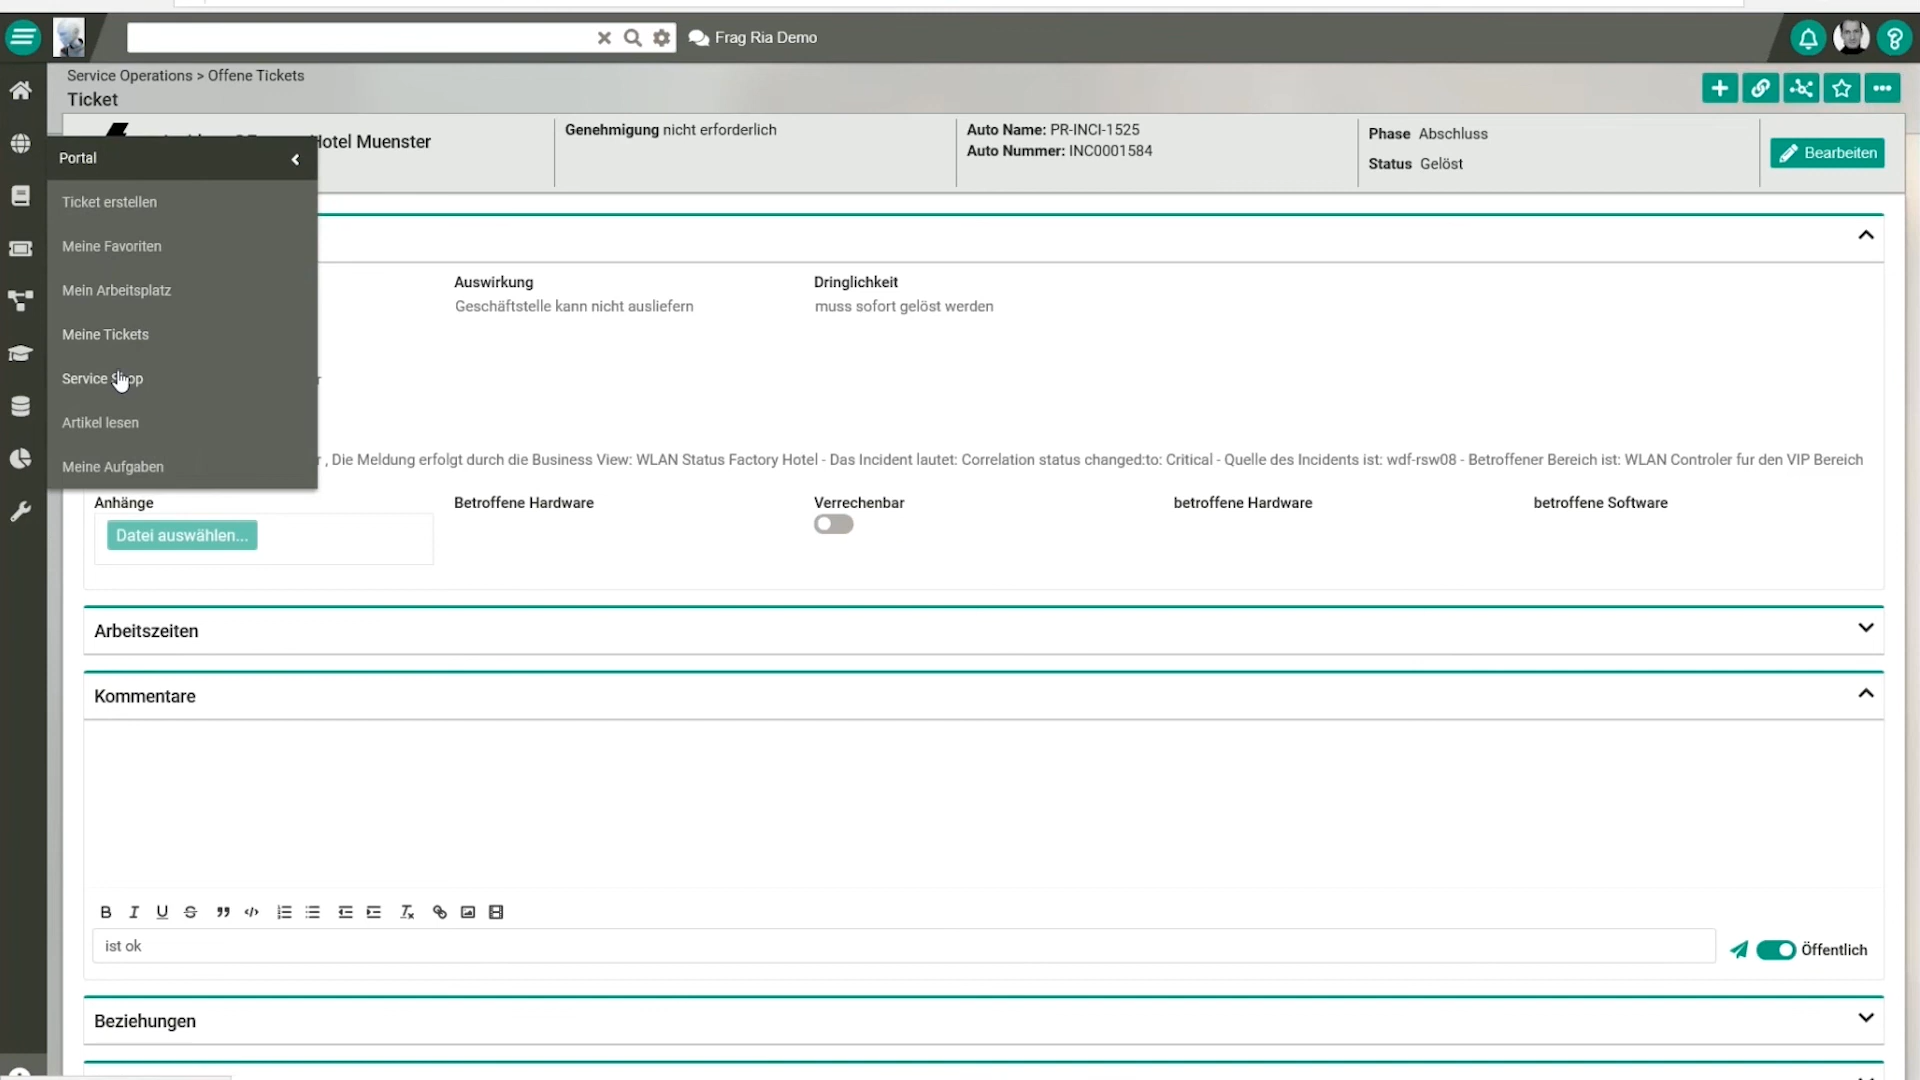 Frag Ria Demo
Service Operations > Offene Tickets
Ticket
Hotel Muenster
Genehmigung nicht erforderlich
Auto Name: PR-INCI-1525
Auto Nummer: INC0001584
Phase Abschluss
Status Gelöst
Bearbeiten
Portal
Ticket erstellen
Meine Favoriten
Mein Arbeitsplatz
Meine Tickets
Service Shop
Artikel lesen
Meine Aufgaben
Auswirkung
Geschäftstelle kann nicht ausliefern
Dringlichkeit
muss sofort gelöst werden
r , Die Meldung erfolgt durch die Business View: WLAN Status Factory Hotel - Das Incident lautet: Correlation status changed:to: Critical - Quelle des Incidents ist: wdf-rsw08 - Betroffener Bereich ist: WLAN Controler fur den VIP Bereich
Anhänge
Datei auswählen...
Betroffene Hardware
Verrechenbar
betroffene Hardware
betroffene Software
Arbeitszeiten
Kommentare
ist ok
Öffentlich
Beziehungen